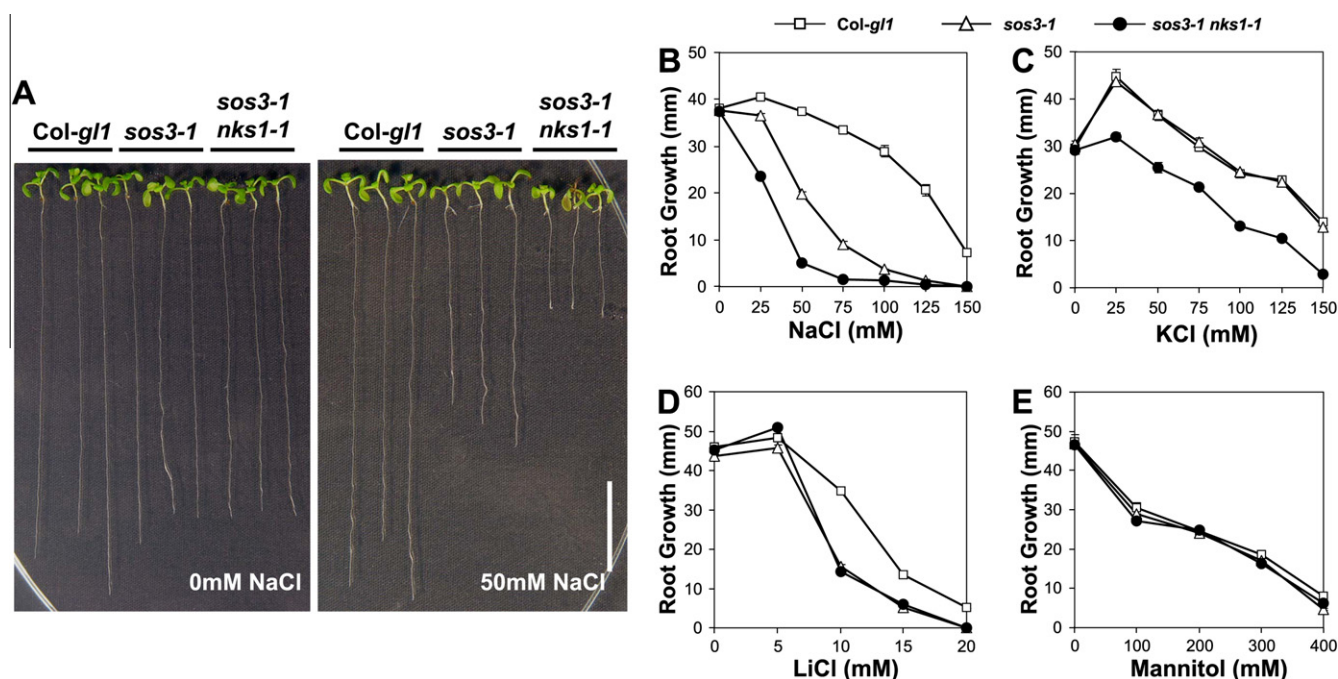 Col-gl1 sos3-1 sos3-1 nks1-1
A
Col-gl1 sos3-1 sos3-1 nks1-1
Col-gl1 sos3-1 sos3-1 nks1-1
0mM NaCl
50mM NaCl
B
Root Growth (mm)
50
40
30
20
10
0
0 25 50 75 100 125 150
NaCl (mM)
C
Root Growth (mm)
50
40
30
20
10
0
0 25 50 75 100 125 150
KCl (mM)
D
Root Growth (mm)
60
50
40
30
20
10
0
0 5 10 15 20
LiCl (mM)
E
Root Growth (mm)
60
50
40
30
20
10
0
0 100 200 300 400
Mannitol (mM)